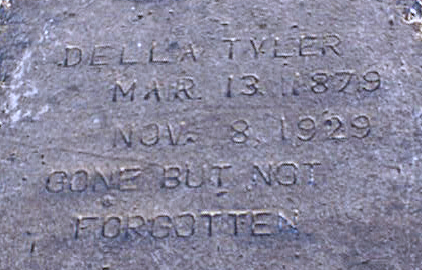 DELLA TYLER
MAR. 13. 1879
NOV. 8. 1929
GONE BUT NOT
FORGOTTEN